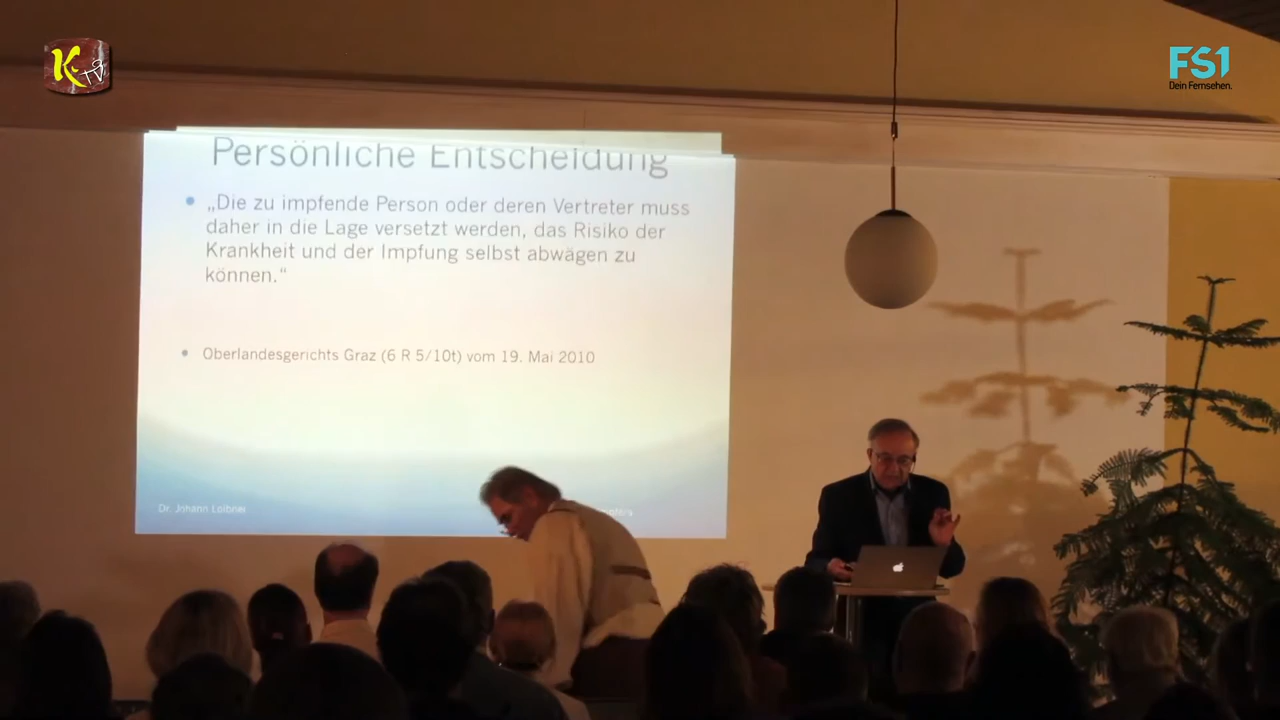 K-TV
FS1
Dein Fernsehen.
Persönliche Entscheidung
• „Die zu impfende Person oder deren Vertreter muss
daher in die Lage versetzt werden, das Risiko der
Krankheit und der Impfung selbst abwägen zu
können.“
• Oberlandesgerichts Graz (6 R 5/10t) vom 19. Mai 2010
Dr. Johann Loibner